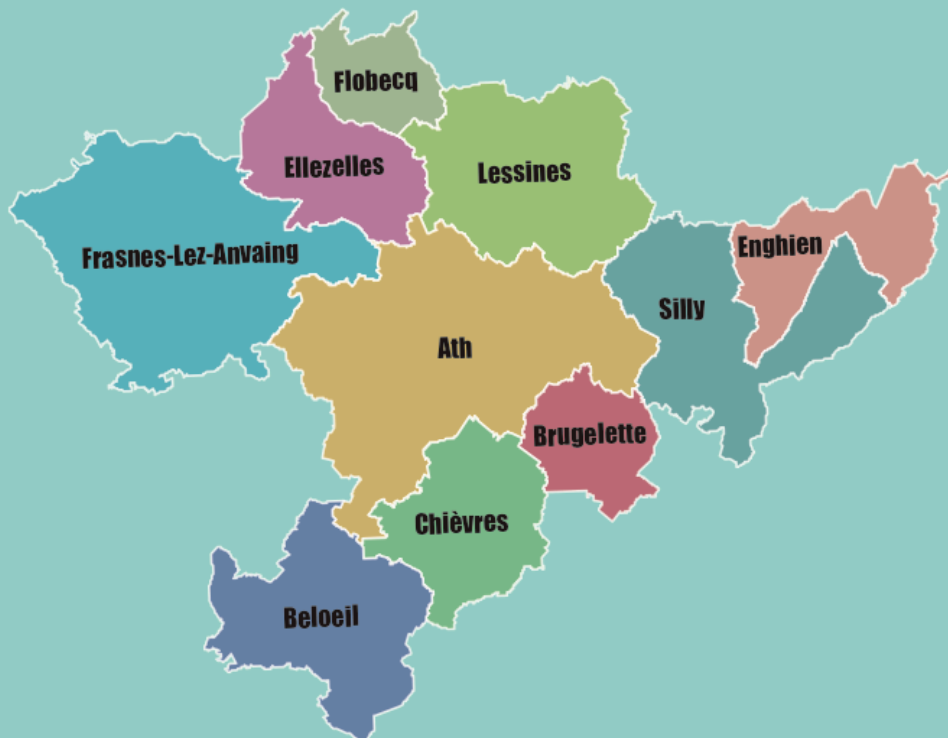 Flobecq
Ellezelles
Lessines
Frasnes-Lez-Anvaing
Enghien
Silly
Ath
Brugelette
Chièvres
Beloeil